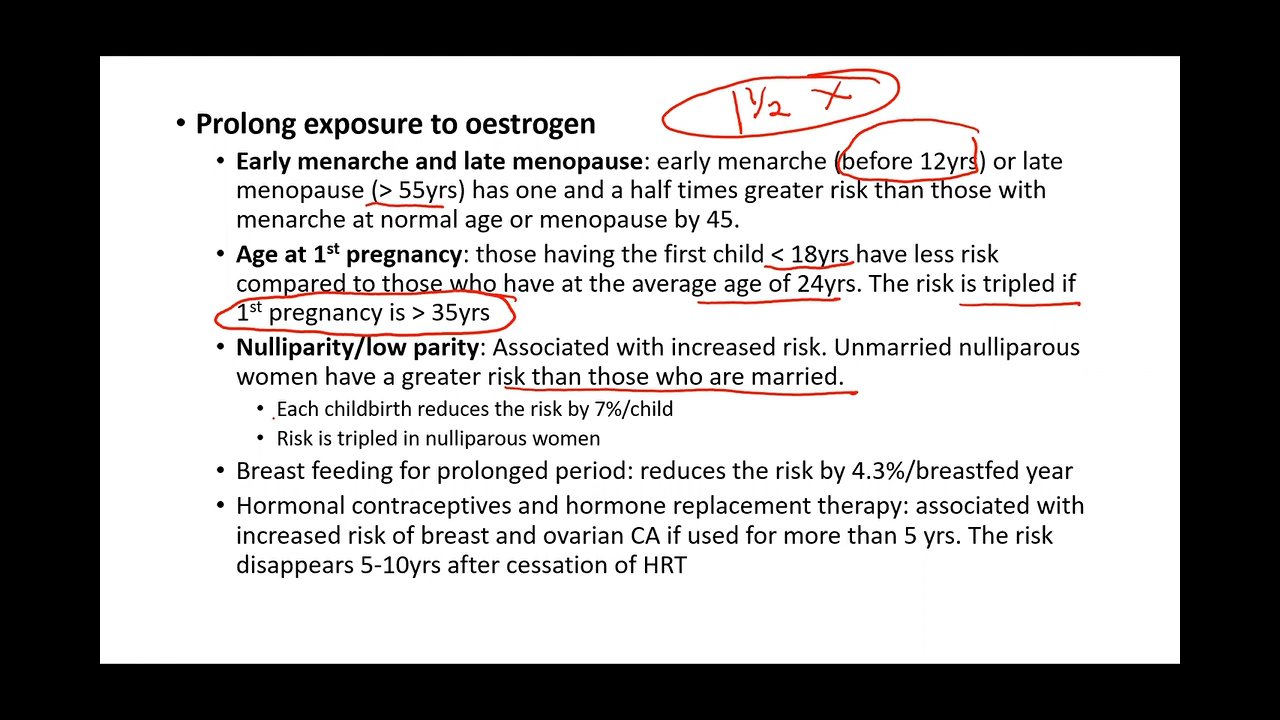 1 1/2 X
• Prolong exposure to oestrogen
• Early menarche and late menopause: early menarche (before 12yrs) or late
menopause (> 55yrs) has one and a half times greater risk than those with
menarche at normal age or menopause by 45.
• Age at 1st pregnancy: those having the first child < 18yrs have less risk
compared to those who have at the average age of 24yrs. The risk is tripled if
1st pregnancy is > 35yrs
• Nulliparity/low parity: Associated with increased risk. Unmarried nulliparous
women have a greater risk than those who are married.
• Each childbirth reduces the risk by 7%/child
• Risk is tripled in nulliparous women
• Breast feeding for prolonged period: reduces the risk by 4.3%/breastfed year
• Hormonal contraceptives and hormone replacement therapy: associated with
increased risk of breast and ovarian CA if used for more than 5 yrs. The risk
disappears 5-10yrs after cessation of HRT